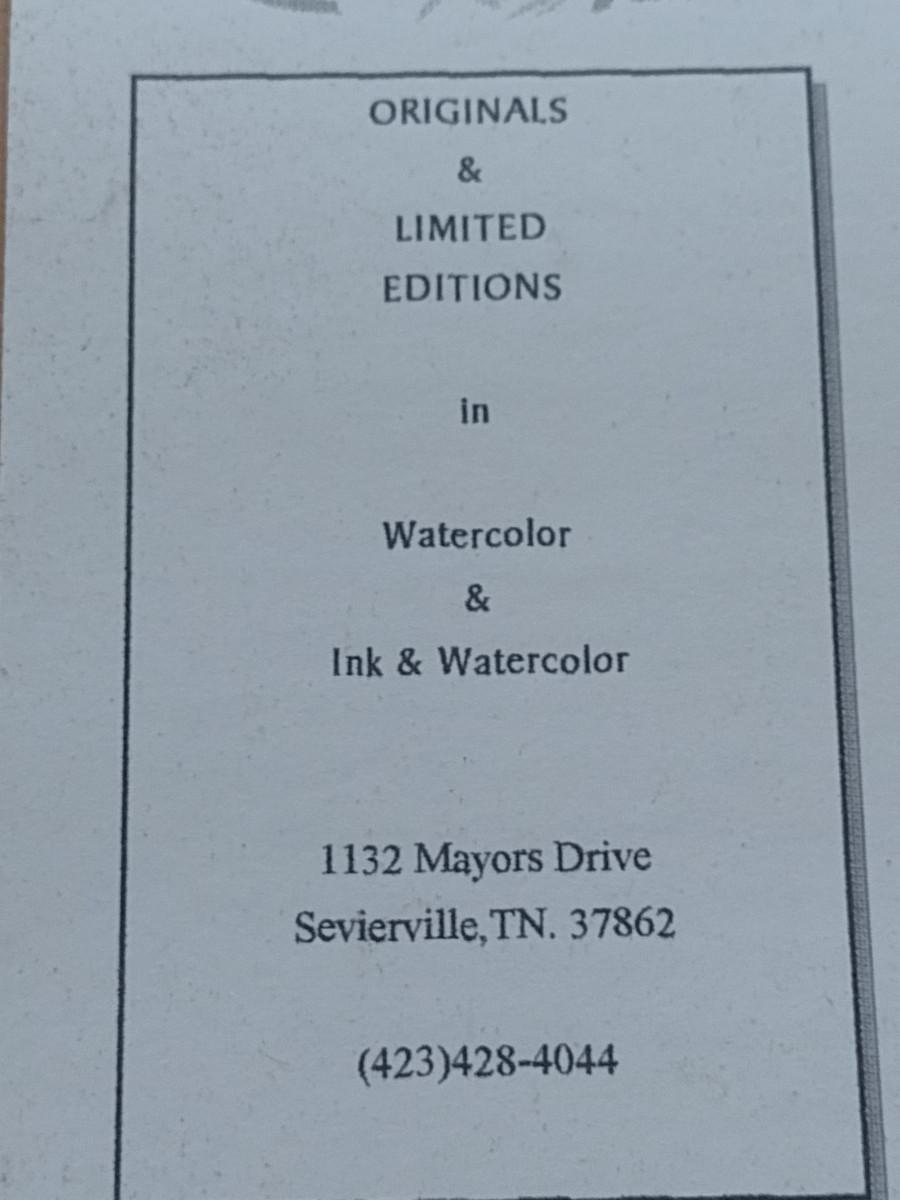 ORIGINALS
&
LIMITED
EDITIONS
in
Watercolor
&
Ink & Watercolor
1132 Mayors Drive
Sevierville,TN. 37862
(423)428-4044